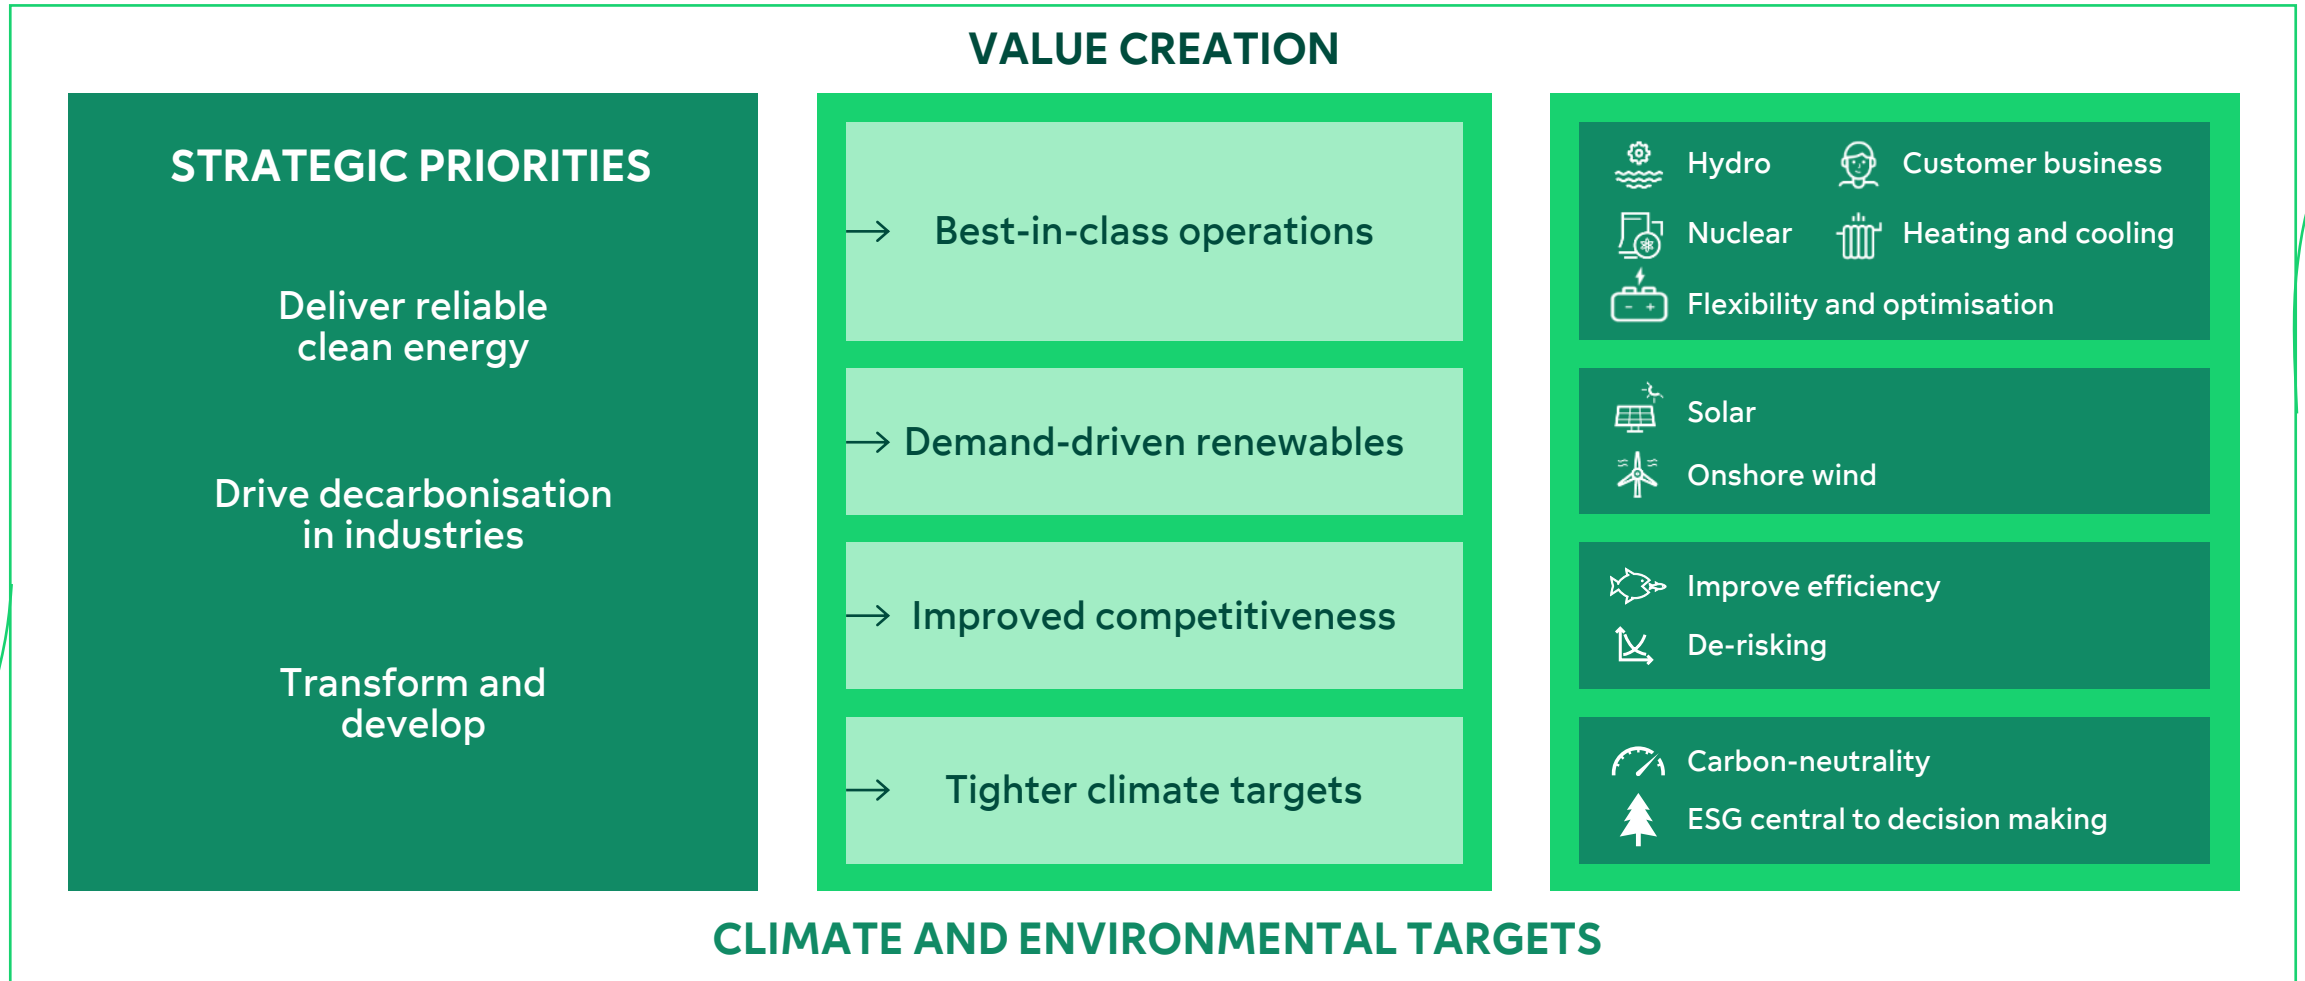 VALUE CREATION
STRATEGIC PRIORITIES
Deliver reliable
clean energy
Drive decarbonisation
in industries
Transform and
develop
Best-in-class operations
Demand-driven renewables
Improved competitiveness
Tighter climate targets
Hydro
Customer business
Nuclear
Heating and cooling
Flexibility and optimisation
Solar
Onshore wind
Improve efficiency
De-risking
Carbon-neutrality
ESG central to decision making
CLIMATE AND ENVIRONMENTAL TARGETS